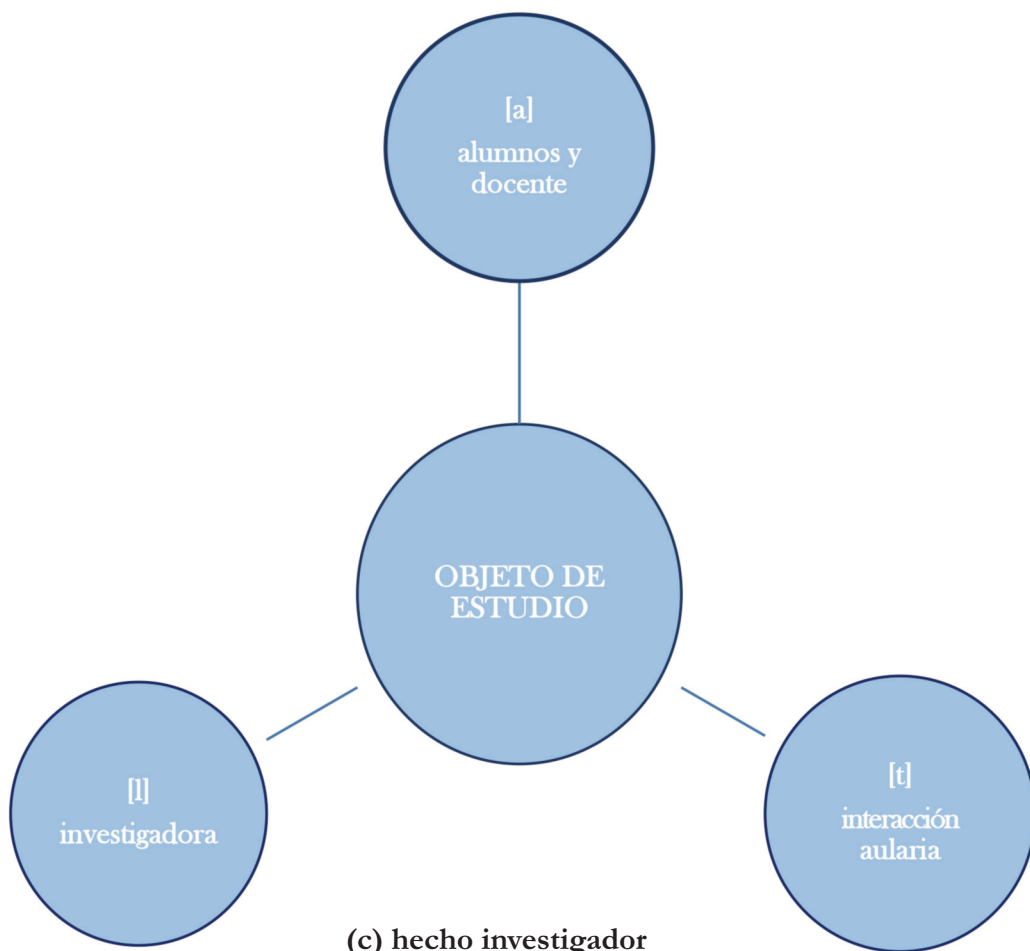 [a]
alumnos y
docente
OBJETO DE
ESTUDIO
[l]
investigadora
[t]
interacción
aularia
(c) hecho investigador